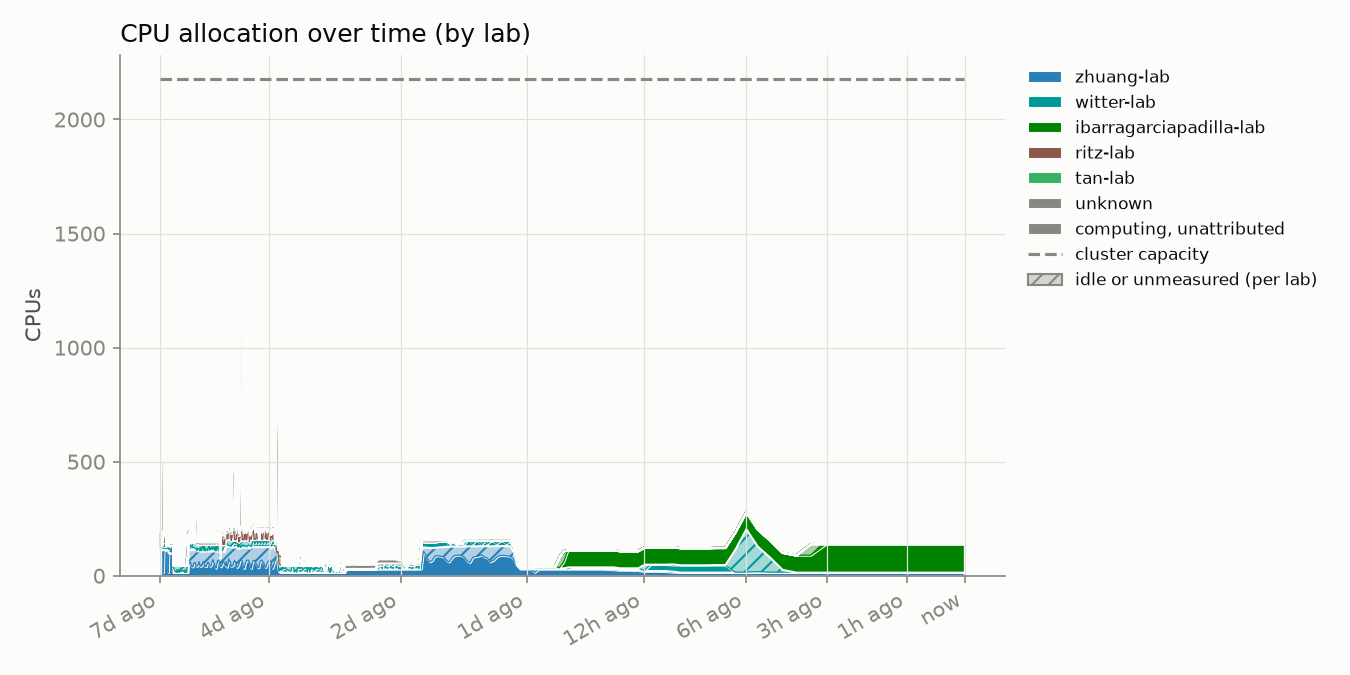 CPU allocation over time (by lab)
CPUs
2000
1500
1000
500
0
7d ago
4d ago
2d ago
1d ago
12h ago
6h ago
3h ago
1h ago
now
zhuang-lab
witter-lab
ibarragarciapadilla-lab
ritz-lab
tan-lab
unknown
computing, unattributed
cluster capacity
idle or unmeasured (per lab)